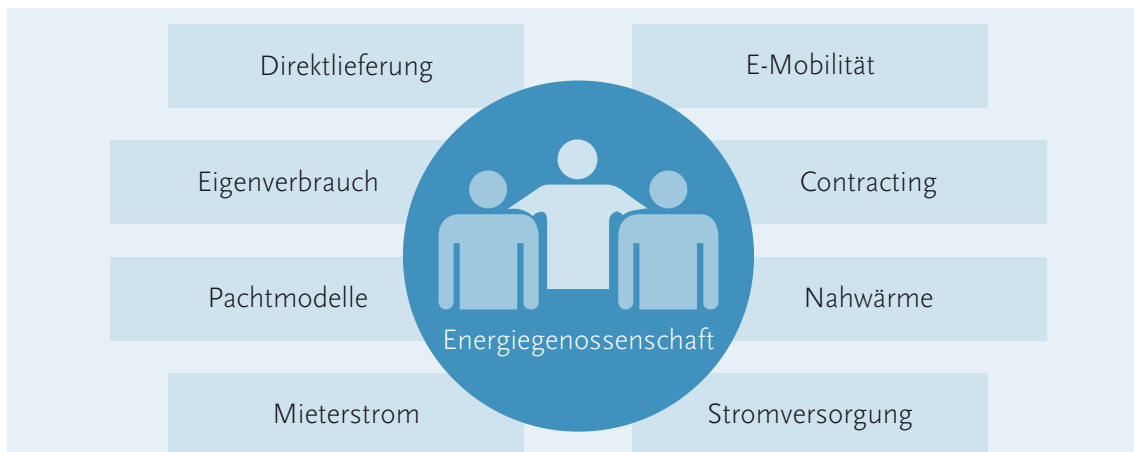 Direktlieferung
E-Mobilität
Eigenverbrauch
Contracting
Pachtmodelle
Nahwärme
Energiegenossenschaft
Mieterstrom
Stromversorgung